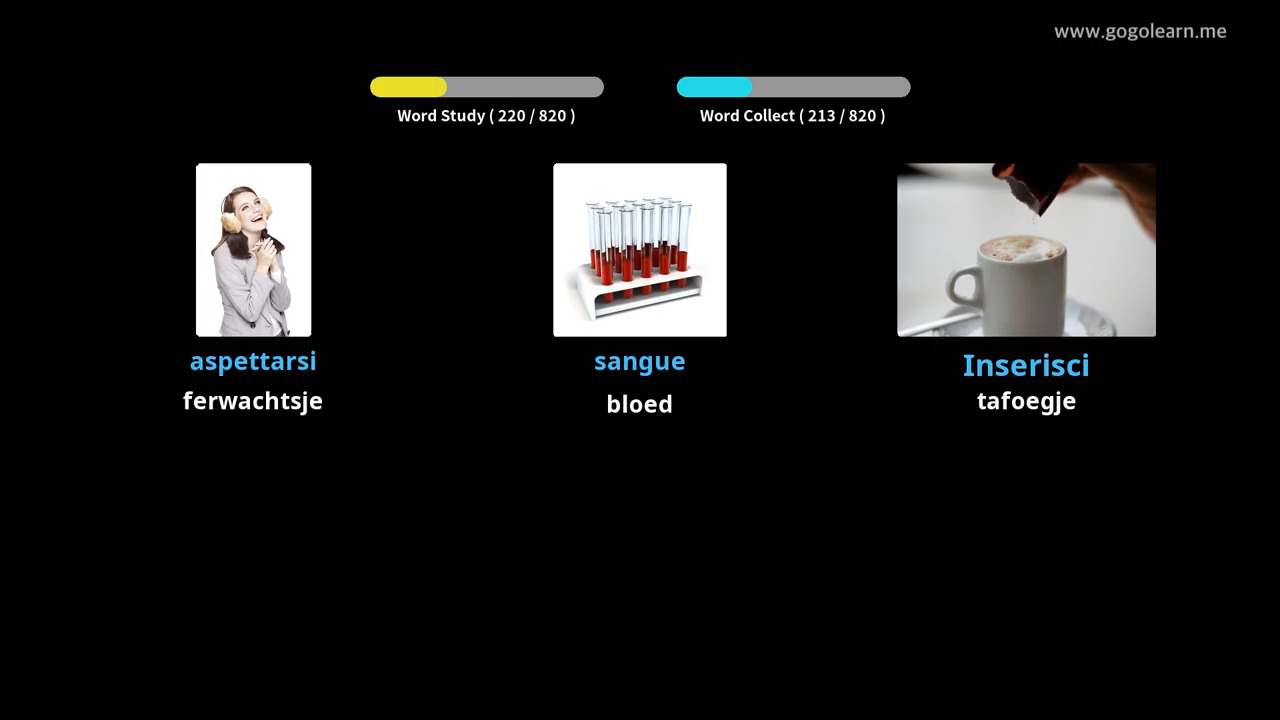 www.gogolearn.me
Word Study ( 220 / 820 )
Word Collect ( 213 / 820 )
aspettarsi
ferwachtsje
sangue
bloed
Inserisci
tafoegje